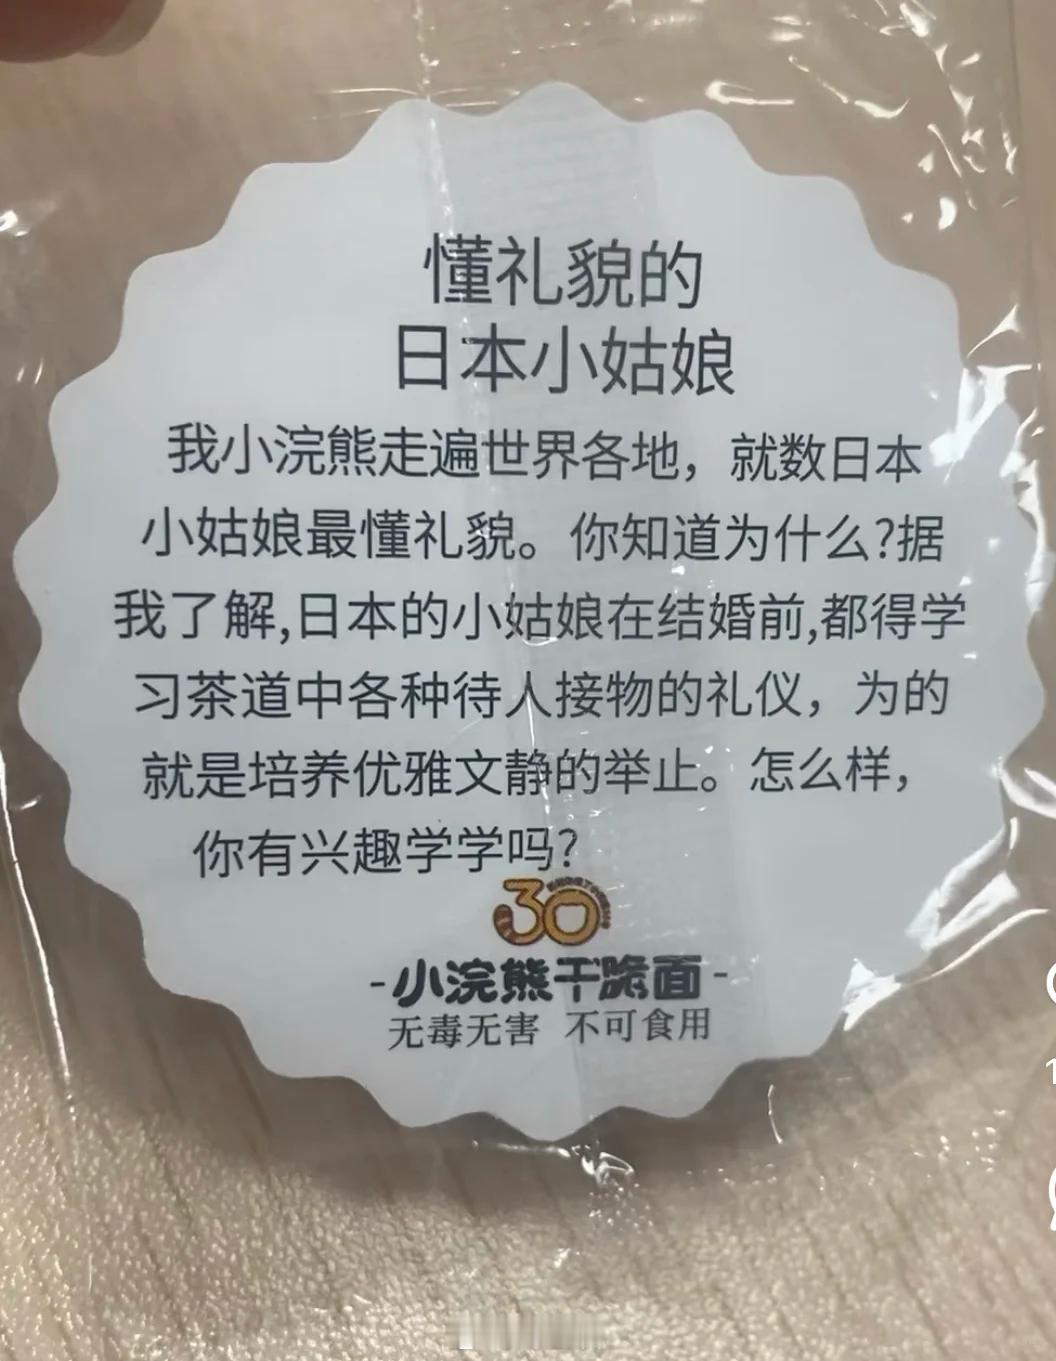 懂礼貌的
日本小姑娘
我小浣熊走遍世界各地，就数日本
小姑娘最懂礼貌。你知道为什么?据
我了解,日本的小姑娘在结婚前,都得学
习茶道中各种待人接物的礼仪，为的
就是培养优雅文静的举止。怎么样，
你有兴趣学学吗?
30
-小浣熊干脆面-
无毒无害 不可食用